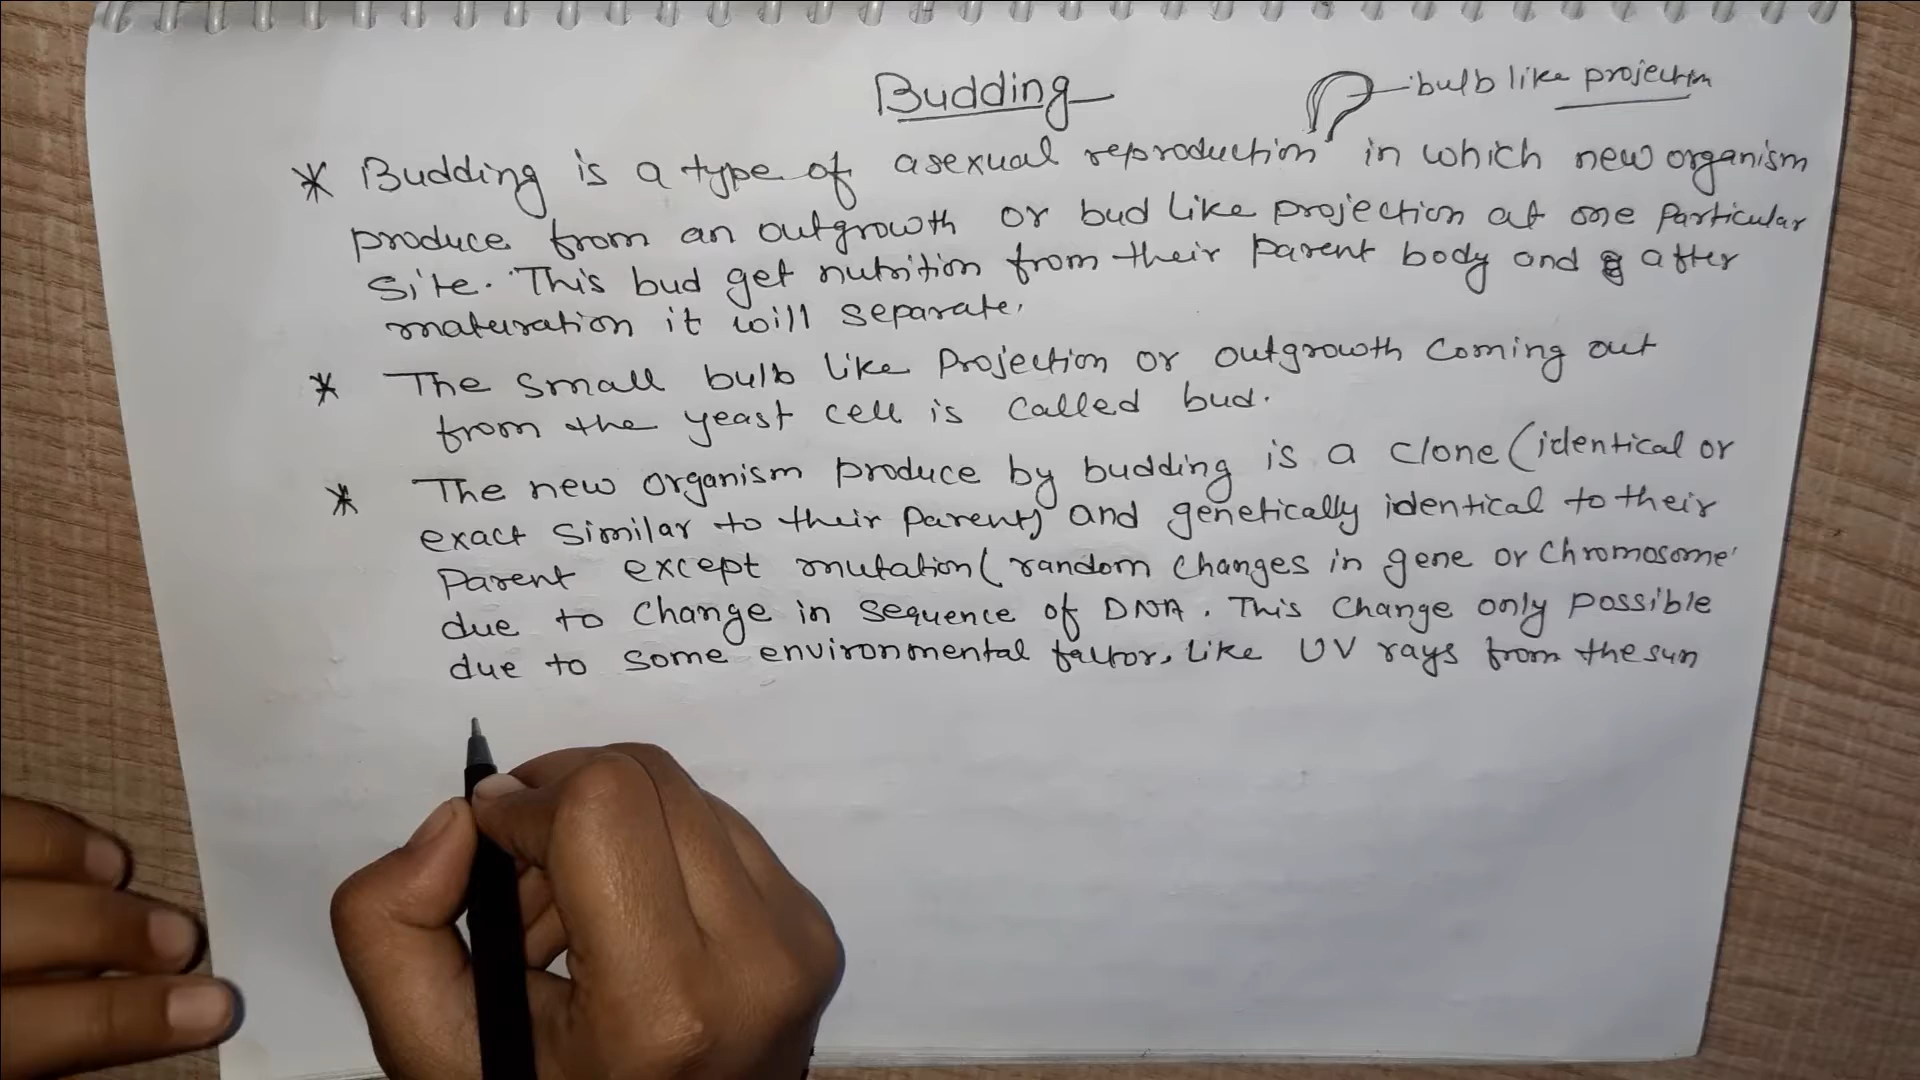 Budding
bulb like projection
* Budding is a type of asexual reproduction in which new organism
produce from an outgrowth or bud like projection at one particular
site. This bud get nutrition from their parent body and after
maturation it will separate.
* The small bulb like projection or outgrowth coming out
from the yeast cell is called bud.
* The new organism produce by budding is a clone (identical or
exact similar to their parent) and genetically identical to their
parent except mutation (random changes in gene or chromosome
due to change in sequence of DNA. This change only possible
due to some environmental factor, like UV rays from the sun